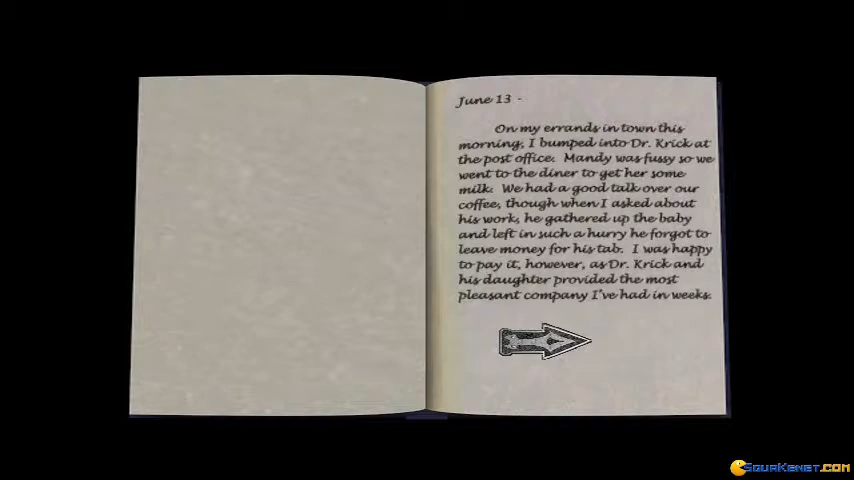 June 13 -
On my errands in town this
morning, I bumped into Dr. Krick at
the post office. Mandy was fussy so we
went to the diner to get her some
milk. We had a good talk over our
coffee, though when I asked about
his work, he gathered up the baby
and left in such a hurry he forgot to
leave money for his tab. I was happy
to pay it, however, as Dr. Krick and
his daughter provided the most
pleasant company I've had in weeks.
SquaKenet.com